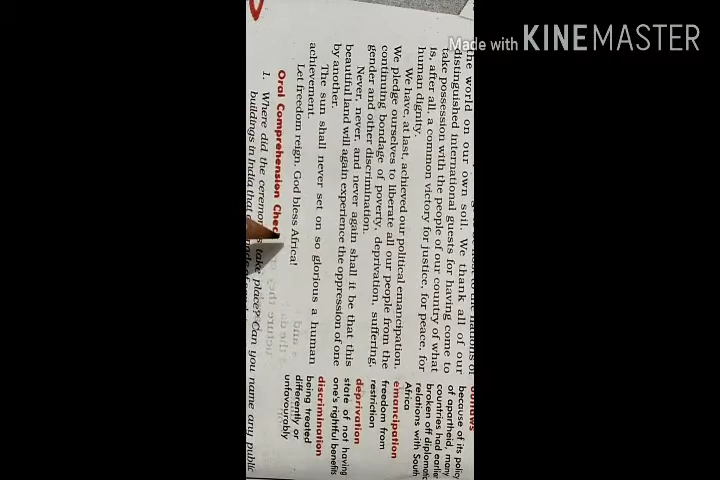 Made with KINEMASTER
the world on our own soil. We thank all of our
distinguished international guests for having come to
take possession with the people of our country of what
is, after all, a common victory for justice, for peace, for
human dignity.
We have, at last, achieved our political emancipation.
We pledge ourselves to liberate all our people from the
continuing bondage of poverty, deprivation, suffering,
gender and other discrimination.
Never, never, and never again shall it be that this
beautiful land will again experience the oppression of one
by another.
The sun shall never set on so glorious a human
achievement.
Let freedom reign. God bless Africa!
Oral Comprehension Chec
1. Where did the ceremon s take place? Can you name any public
buildings in India that
outlaws
because of its policy
of apartheid, many
countries had earlie
broken off diplomati
relations with South
Africa
emancipation
freedom from
restriction
deprivation
state of not having
one's rightful benefits
discrimination
being treated
differently or
unfavourably